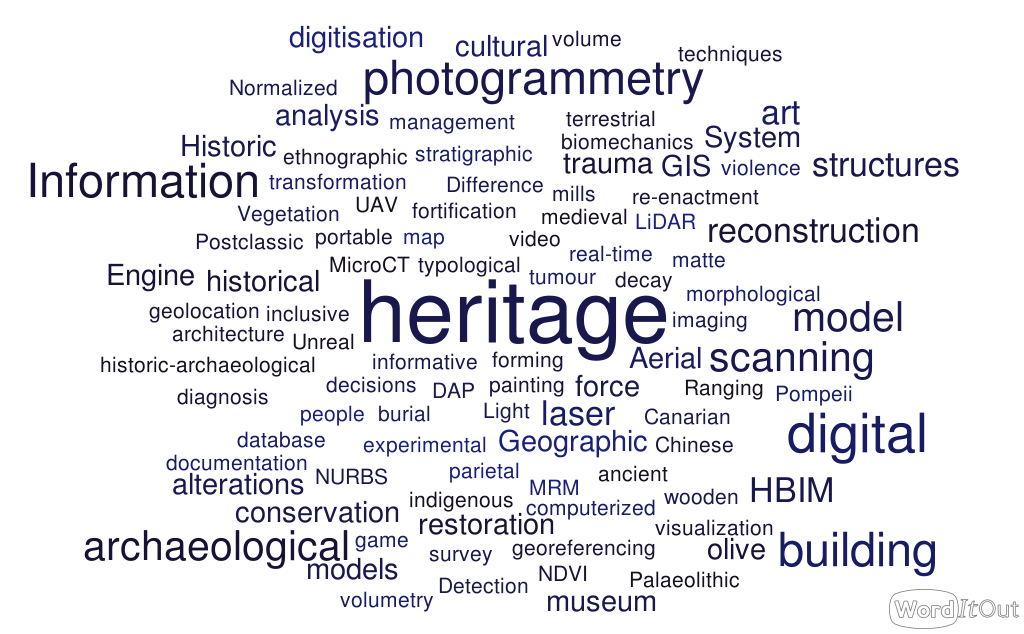 digitisation
cultural
volume
techniques
Normalized
photogrammetry
analysis
management
terrestrial
art
Historic
ethnographic
stratigraphic
biomechanics
System
Information
transformation
Difference
trauma
GIS
violence
structures
mills
re-enactment
Vegetation
UAV
fortification
medieval
LiDAR
reconstruction
Postclassic
portable
map
video
real-time
matte
Engine
historical
MicroCT
typological
tumour
decay
morphological
geolocation
inclusive
heritage
imaging
model
architecture
Unreal
historic-archaeological
informative
forming
Aerial
scanning
diagnosis
decisions
DAP
painting
force
Ranging
Pompeii
people
burial
Light
laser
Canarian
digital
database
experimental
Geographic
Chinese
documentation
NURBS
parietal
ancient
alterations
indigenous
MRM
computerized
wooden
HBIM
conservation
restoration
visualization
archaeological
game
survey
georeferencing
olive
building
models
Detection
NDVI
Palaeolithic
volumetry
museum
WordItOut